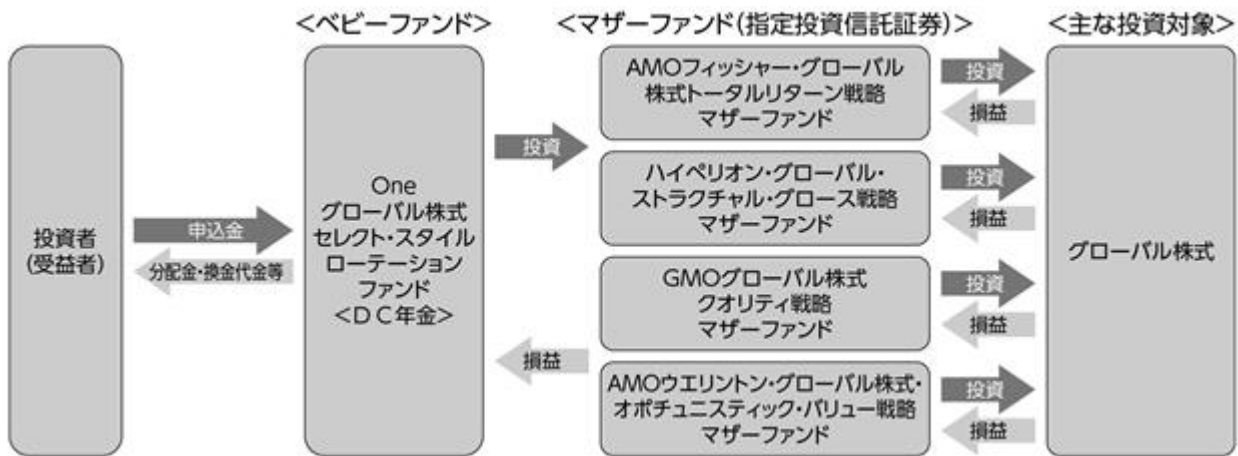 <ベビーファンド>
<マザーファンド(指定投資信託証券)>
<主な投資対象>
投資者
(受益者)
申込金
分配金・換金代金等
One
グローバル株式
セレクト・スタイル
ローテーション
ファンド
<DC年金>
投資
損益
AMOフィッシャー・グローバル
株式トータルリターン戦略
マザーファンド
投資
損益
ハイペリオン・グローバル・
ストラクチャル・グロース戦略
マザーファンド
投資
損益
GMOグローバル株式
クオリティ戦略
マザーファンド
投資
損益
AMOウエリントン・グローバル株式・
オポチュニスティック・バリュー戦略
マザーファンド
投資
損益
グローバル株式